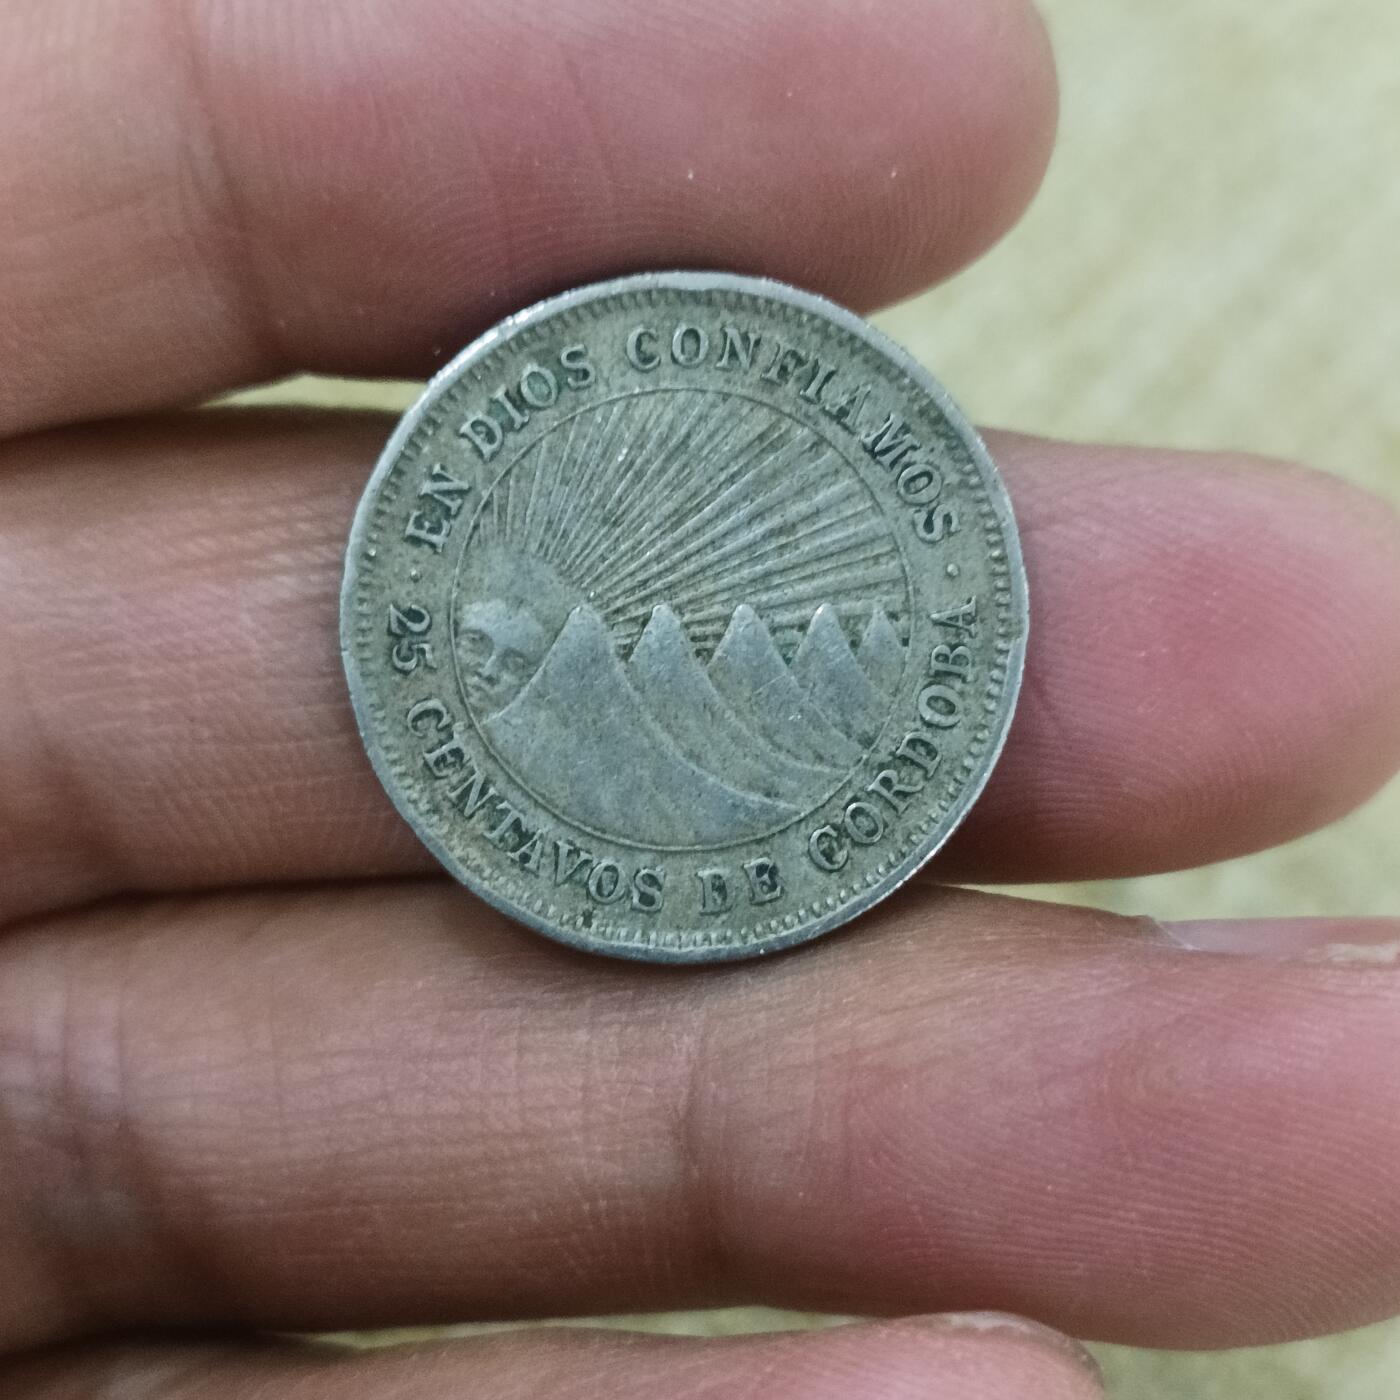 · EN DIOS CONFIAMOS ·
25 CENTAVOS DE CORDOBA